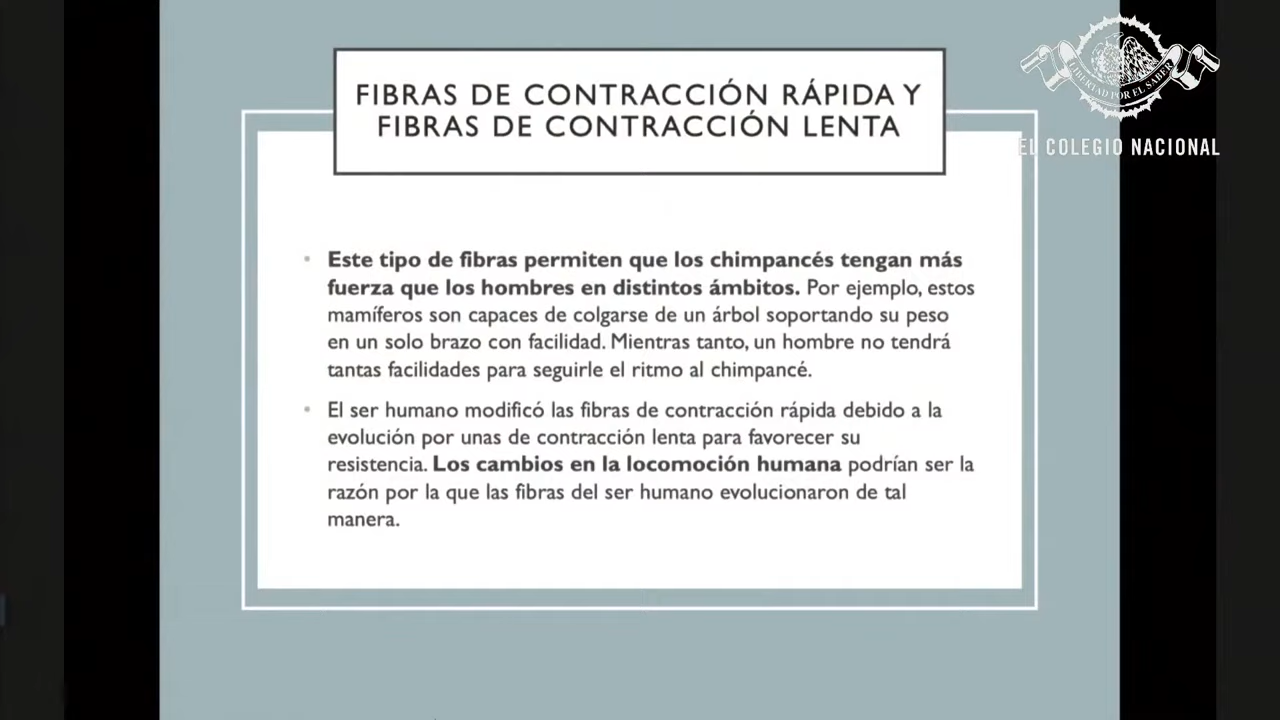 FIBRAS DE CONTRACCIÓN RÁPIDA Y
FIBRAS DE CONTRACCIÓN LENTA
LIBERTAD POR EL SABER
EL COLEGIO NACIONAL
• Este tipo de fibras permiten que los chimpancés tengan más
fuerza que los hombres en distintos ámbitos. Por ejemplo, estos
mamíferos son capaces de colgarse de un árbol soportando su peso
en un solo brazo con facilidad. Mientras tanto, un hombre no tendrá
tantas facilidades para seguirle el ritmo al chimpancé.
• El ser humano modificó las fibras de contracción rápida debido a la
evolución por unas de contracción lenta para favorecer su
resistencia. Los cambios en la locomoción humana podrían ser la
razón por la que las fibras del ser humano evolucionaron de tal
manera.